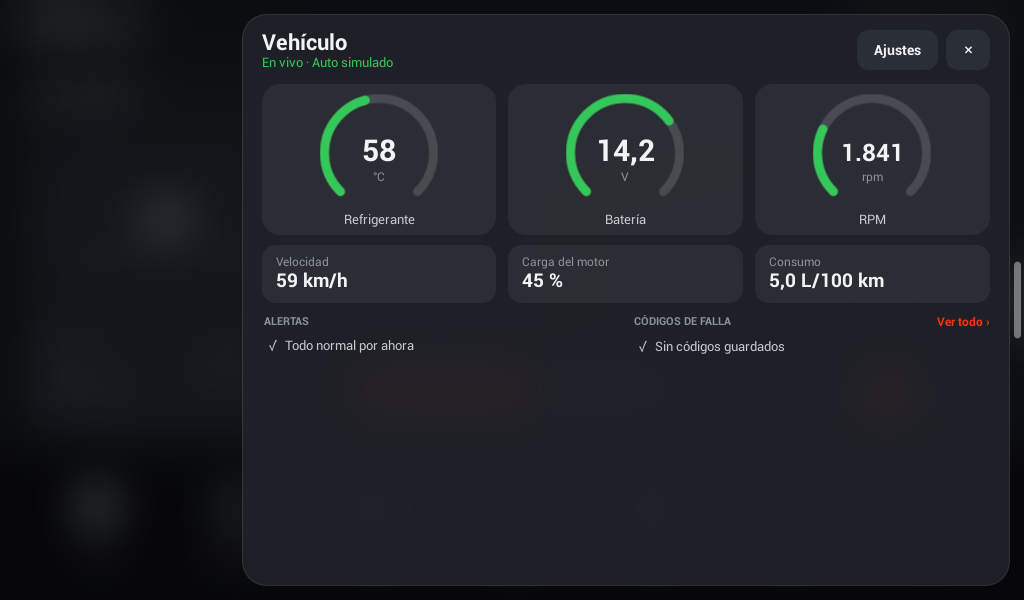 Vehículo
En vivo · Auto simulado
Ajustes
×
58
°C
Refrigerante
14,2
V
Batería
1.841
rpm
RPM
Velocidad
59 km/h
Carga del motor
45 %
Consumo
5,0 L/100 km
ALERTAS
✓ Todo normal por ahora
CÓDIGOS DE FALLA
Ver todo ›
✓ Sin códigos guardados